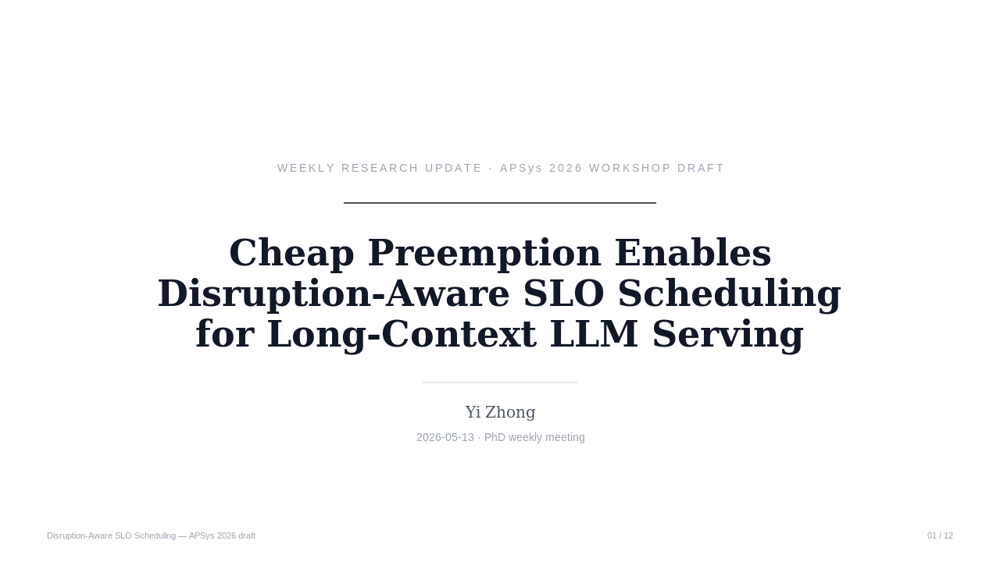 WEEKLY RESEARCH UPDATE · APSys 2026 WORKSHOP DRAFT
Cheap Preemption Enables
Disruption-Aware SLO Scheduling
for Long-Context LLM Serving
Yi Zhong
2026-05-13 · PhD weekly meeting
Disruption-Aware SLO Scheduling — APSys 2026 draft
01 / 12